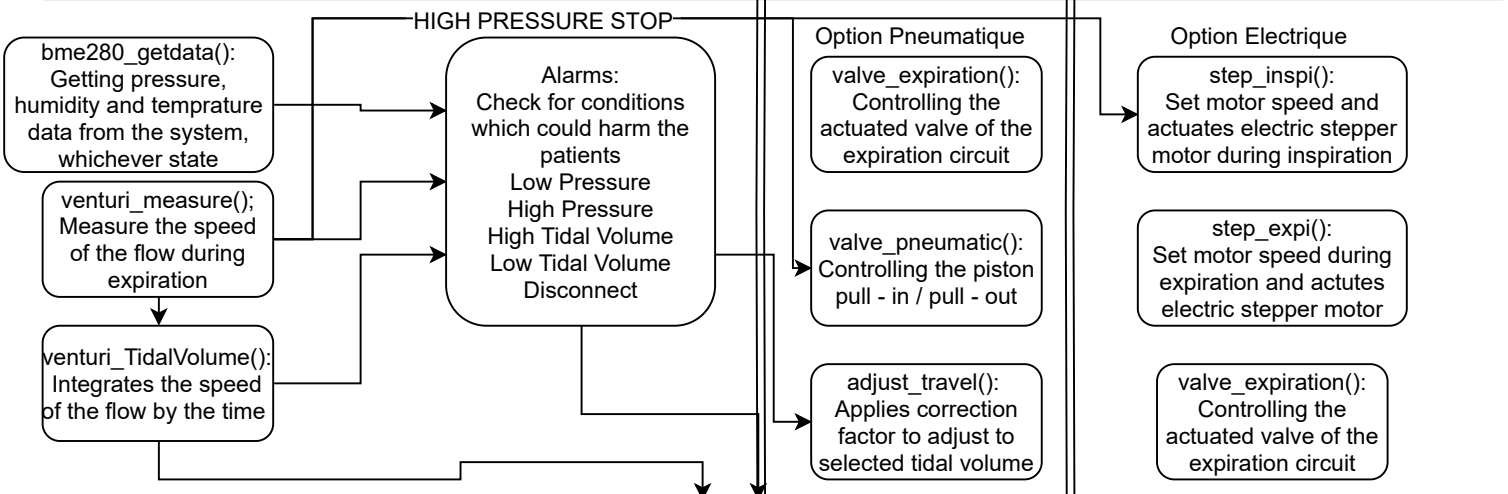 HIGH PRESSURE STOP
bme280_getdata():
Getting pressure,
humidity and temprature
data from the system,
whichever state
venturi_measure();
Measure the speed
of the flow during
expiration
venturi_TidalVolume():
Integrates the speed
of the flow by the time
Alarms:
Check for conditions
which could harm the
patients
Low Pressure
High Pressure
High Tidal Volume
Low Tidal Volume
Disconnect
Option Pneumatique
valve_expiration():
Controlling the
actuated valve of the
expiration circuit
valve_pneumatic():
Controlling the piston
pull - in / pull - out
adjust_travel():
Applies correction
factor to adjust to
selected tidal volume
Option Electrique
step_inspi():
Set motor speed and
actuates electric stepper
motor during inspiration
step_expi():
Set motor speed during
expiration and actutes
electric stepper motor
valve_expiration():
Controlling the
actuated valve of the
expiration circuit